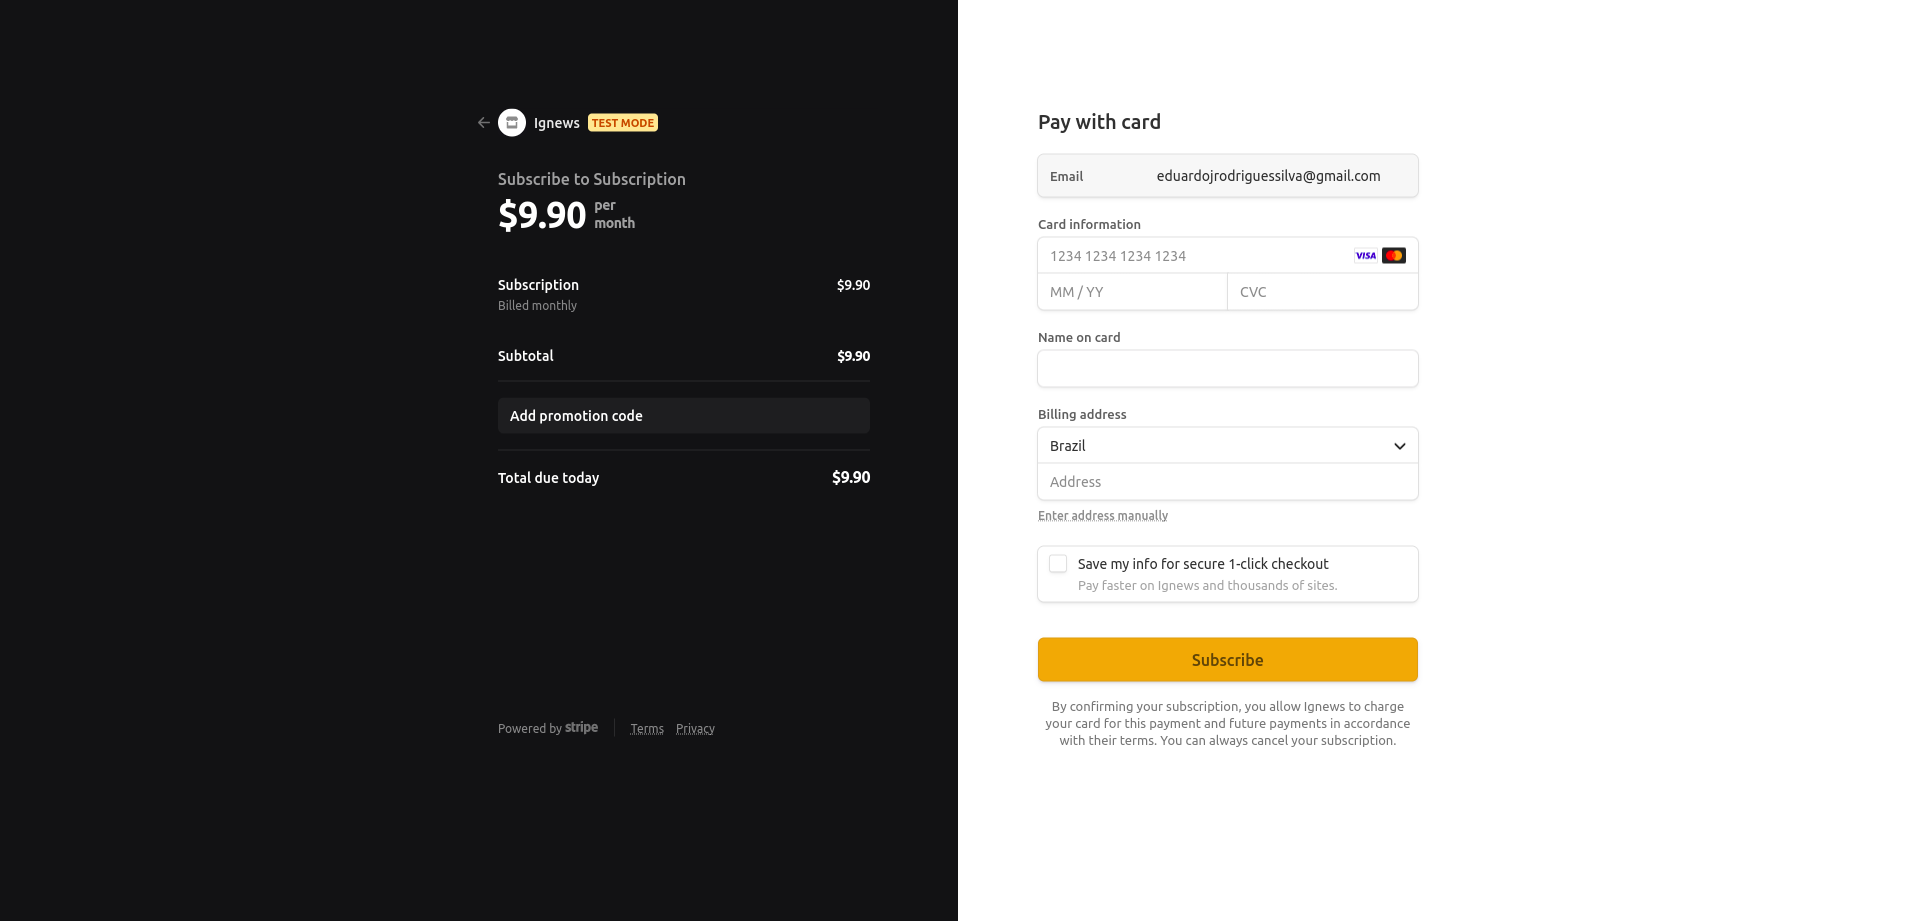 Ignews TEST MODE
Subscribe to Subscription
$9.90 per
month
Subscription $9.90
Billed monthly
Subtotal $9.90
Add promotion code
Total due today $9.90
Powered by stripe Terms Privacy
Pay with card
Email eduardojrodriguessilva@gmail.com
Card information
1234 1234 1234 1234 VISA
MM / YY CVC
Name on card
Billing address
Brazil
Address
Enter address manually
Save my info for secure 1-click checkout
Pay faster on Ignews and thousands of sites.
Subscribe
By confirming your subscription, you allow Ignews to charge
your card for this payment and future payments in accordance
with their terms. You can always cancel your subscription.